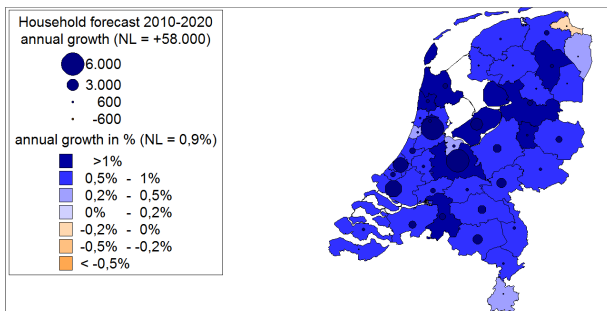 Household forecast 2010-2020
annual growth (NL = +58.000)
6.000
3.000
600
-600
annual growth in % (NL = 0,9%)
>1%
0,5% - 1%
0,2% - 0,5%
0% - 0,2%
-0,2% - 0%
-0,5% - -0,2%
< -0,5%